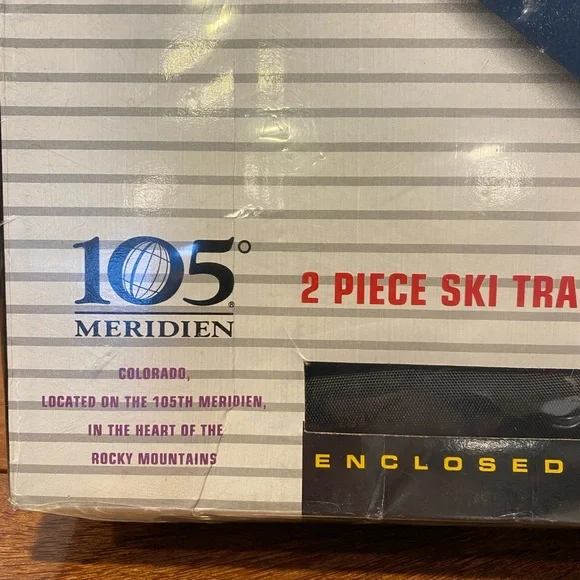 105°
MERIDIEN
COLORADO,
LOCATED ON THE 105TH MERIDIEN,
IN THE HEART OF THE
ROCKY MOUNTAINS
2 PIECE SKI TRA
ENCLOSED